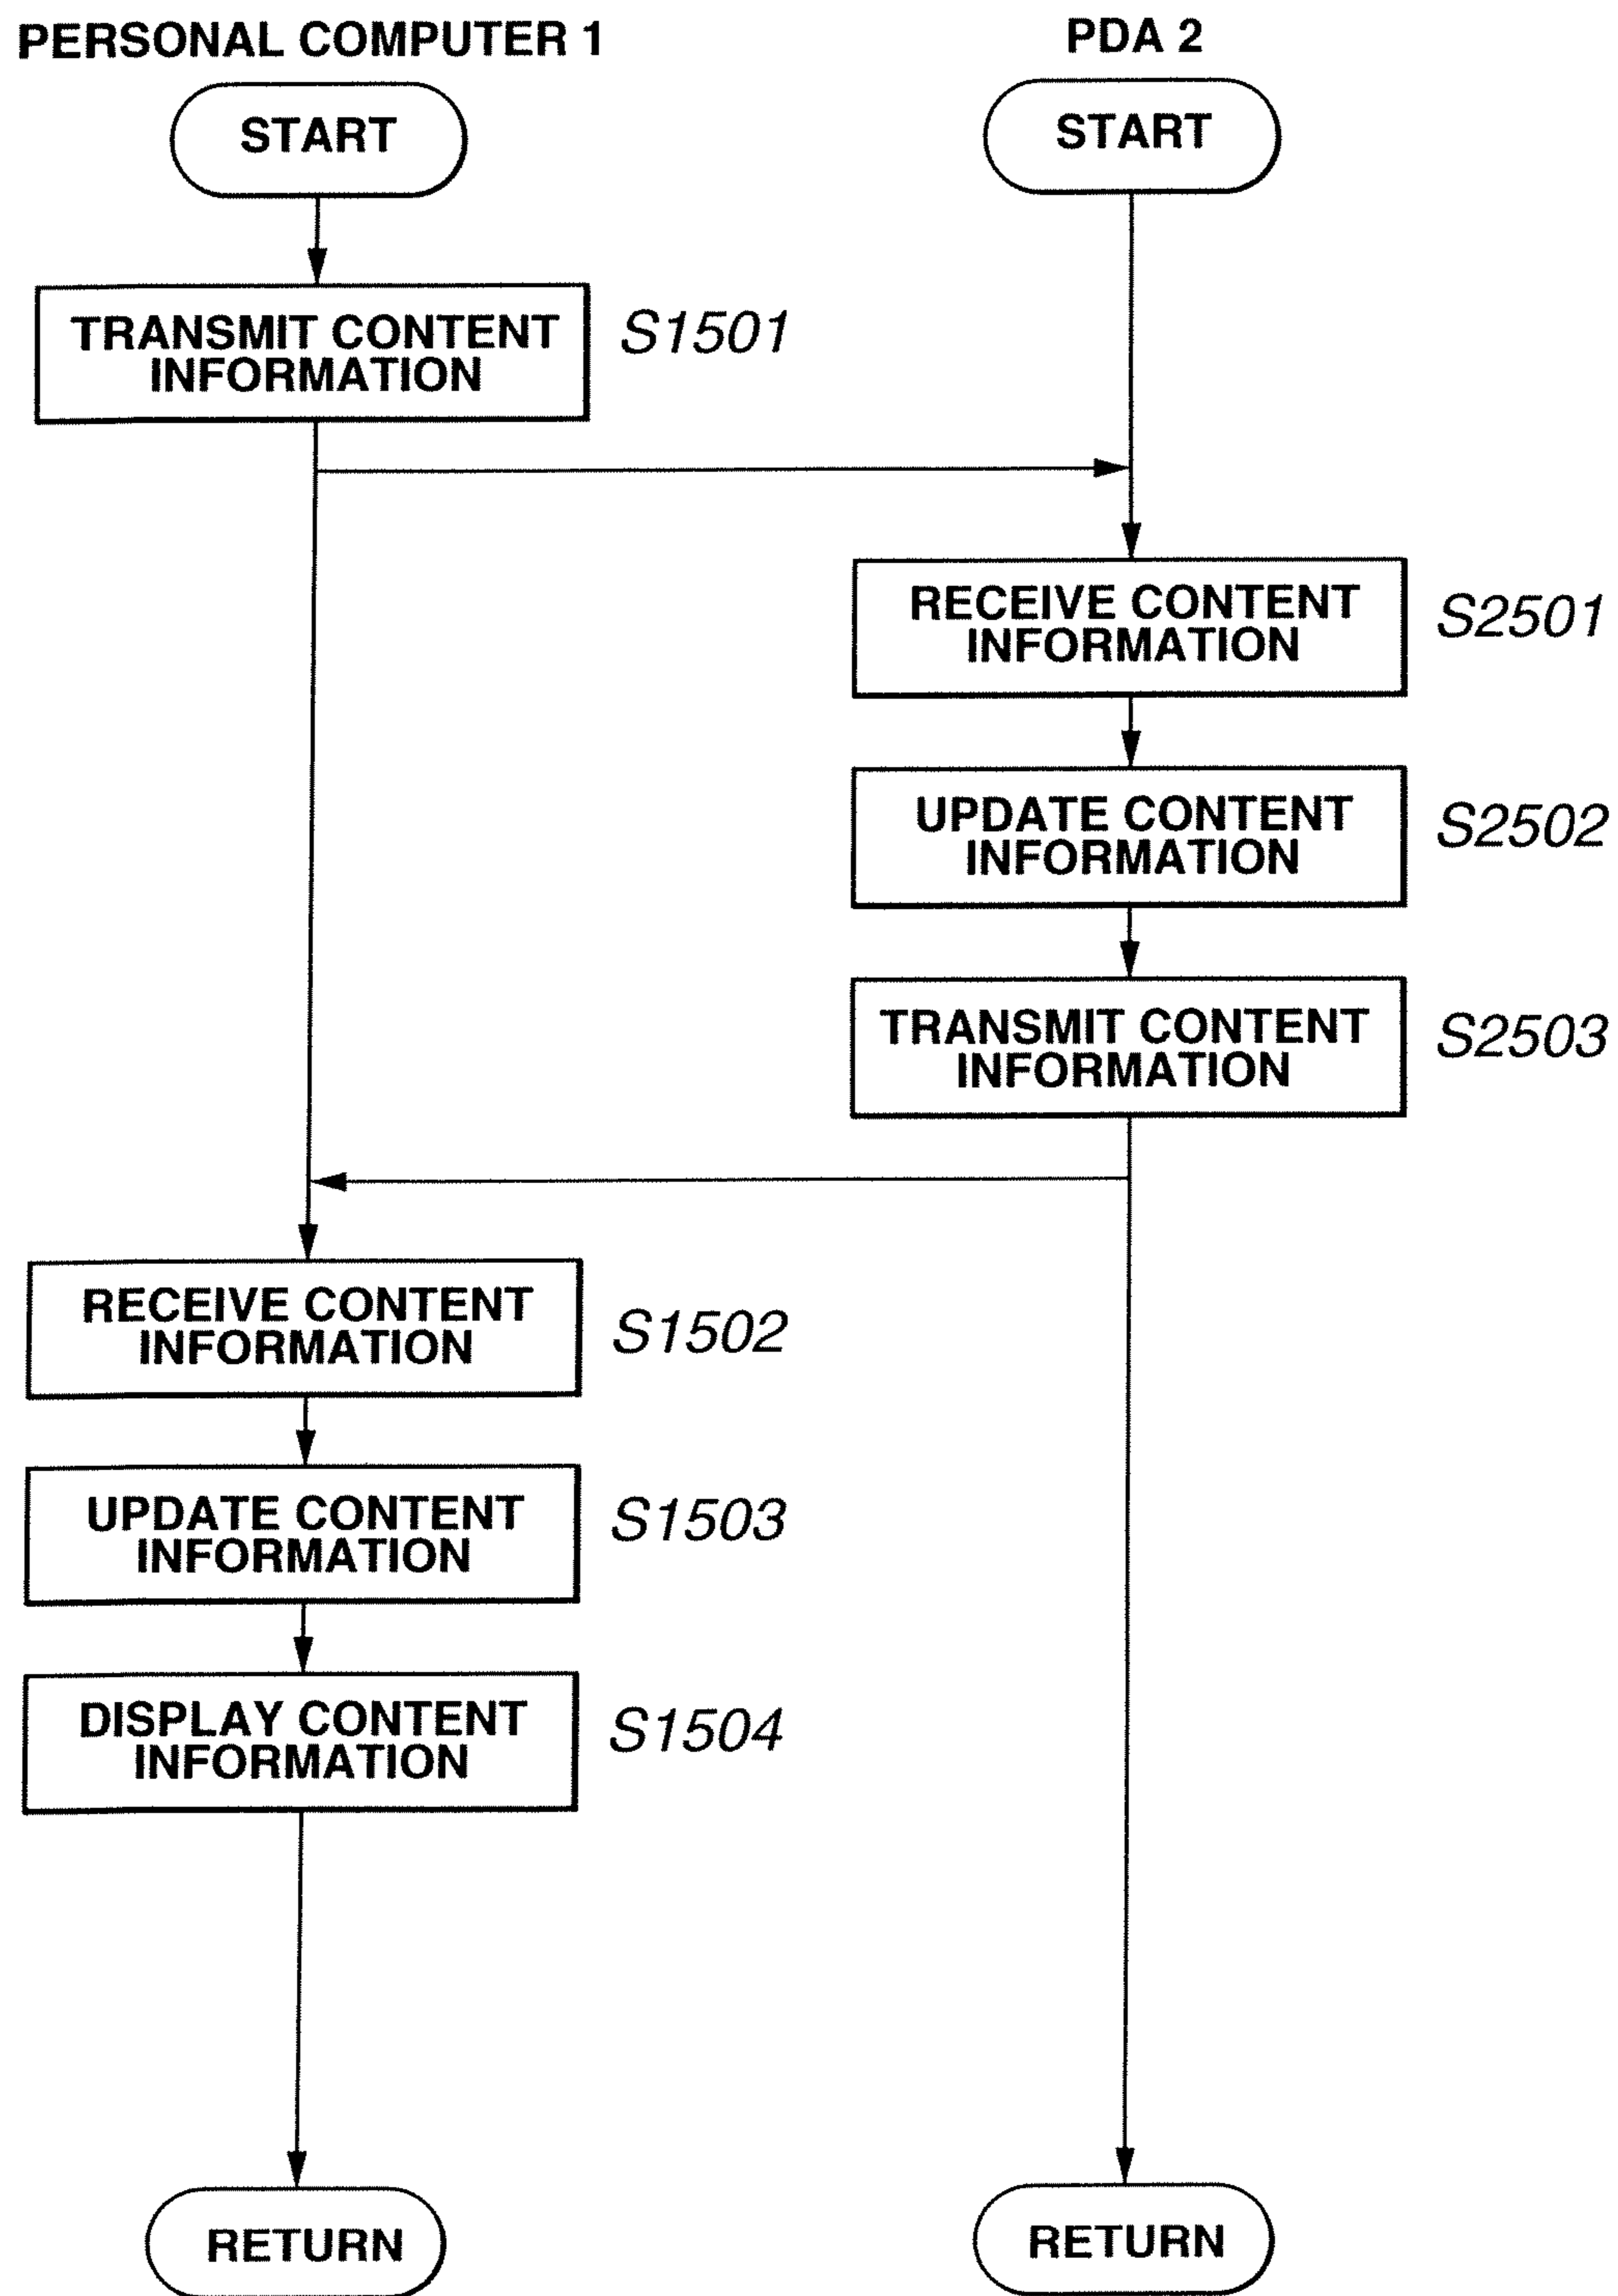 PERSONAL COMPUTER 1
PDA 2
START
START
TRANSMIT CONTENT
INFORMATION
S1501
RECEIVE CONTENT
INFORMATION
S2501
UPDATE CONTENT
INFORMATION
S2502
TRANSMIT CONTENT
INFORMATION
S2503
RECEIVE CONTENT
INFORMATION
S1502
UPDATE CONTENT
INFORMATION
S1503
DISPLAY CONTENT
INFORMATION
S1504
RETURN
RETURN